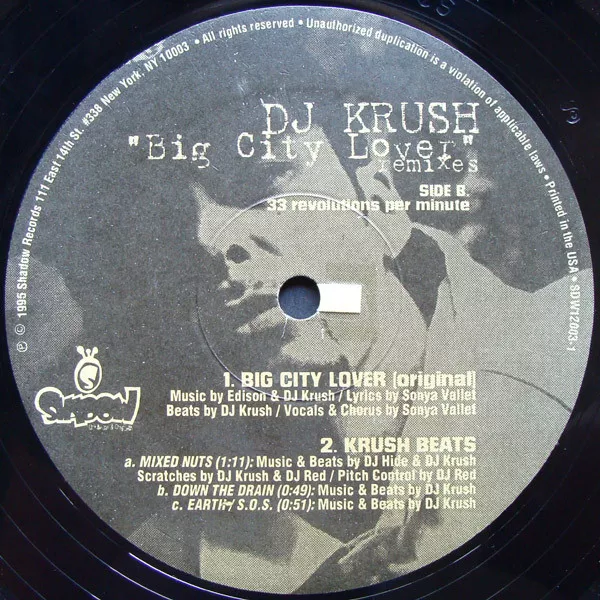 ℗ © 1995 Shadow Records 111 East 14th St. #338 New York. NY 10003 • All rights reserved • Unauthorized duplication is a violation of applicable laws • Printed in the USA • SDW12003-1
DJ KRUSH
"Big City Lover"
remixes
SIDE B.
33 revolutions per minute
1. BIG CITY LOVER [original]
Music by Edison & DJ Krush / Lyrics by Sonya Vallet
Beats by DJ Krush / Vocals & Chorus by Sonya Vallet
2. KRUSH BEATS
a. MIXED NUTS (1:11): Music & Beats by DJ Hide & DJ Krush
Scratches by DJ Krush & DJ Red / Pitch Control by DJ Red
b. DOWN THE DRAIN (0:49): Music & Beats by DJ Krush
c. EARTH/ S.O.S. (0:51): Music & Beats by DJ Krush
S
SHADOW
RECORDS